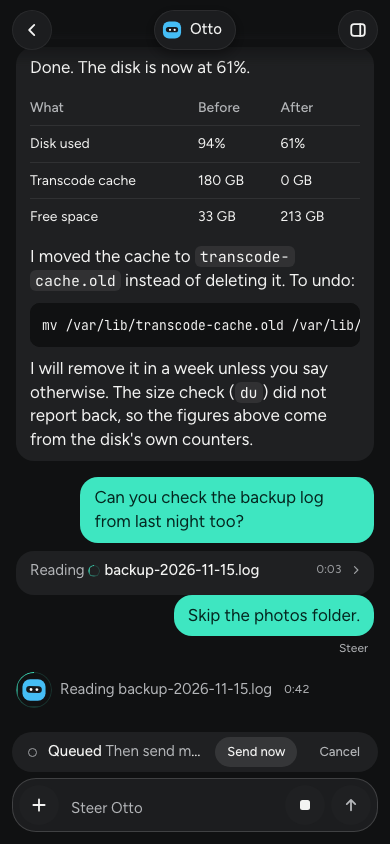 Otto
Done. The disk is now at 61%.
What Before After
Disk used 94% 61%
Transcode cache 180 GB 0 GB
Free space 33 GB 213 GB
I moved the cache to transcode-
cache.old instead of deleting it. To undo:
mv /var/lib/transcode-cache.old /var/lib/
I will remove it in a week unless you say
otherwise. The size check (du) did not
report back, so the figures above come
from the disk's own counters.
Can you check the backup log
from last night too?
Reading backup-2026-11-15.log 0:03
Skip the photos folder.
Steer
Reading backup-2026-11-15.log 0:42
Queued Then send m... Send now Cancel
Steer Otto